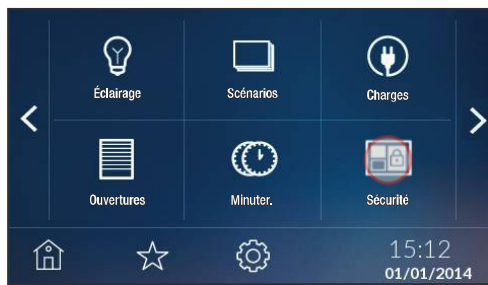 Éclairage
Scénarios
Charges
Ouvertures
Minuter.
Sécurité
15:12
01/01/2014